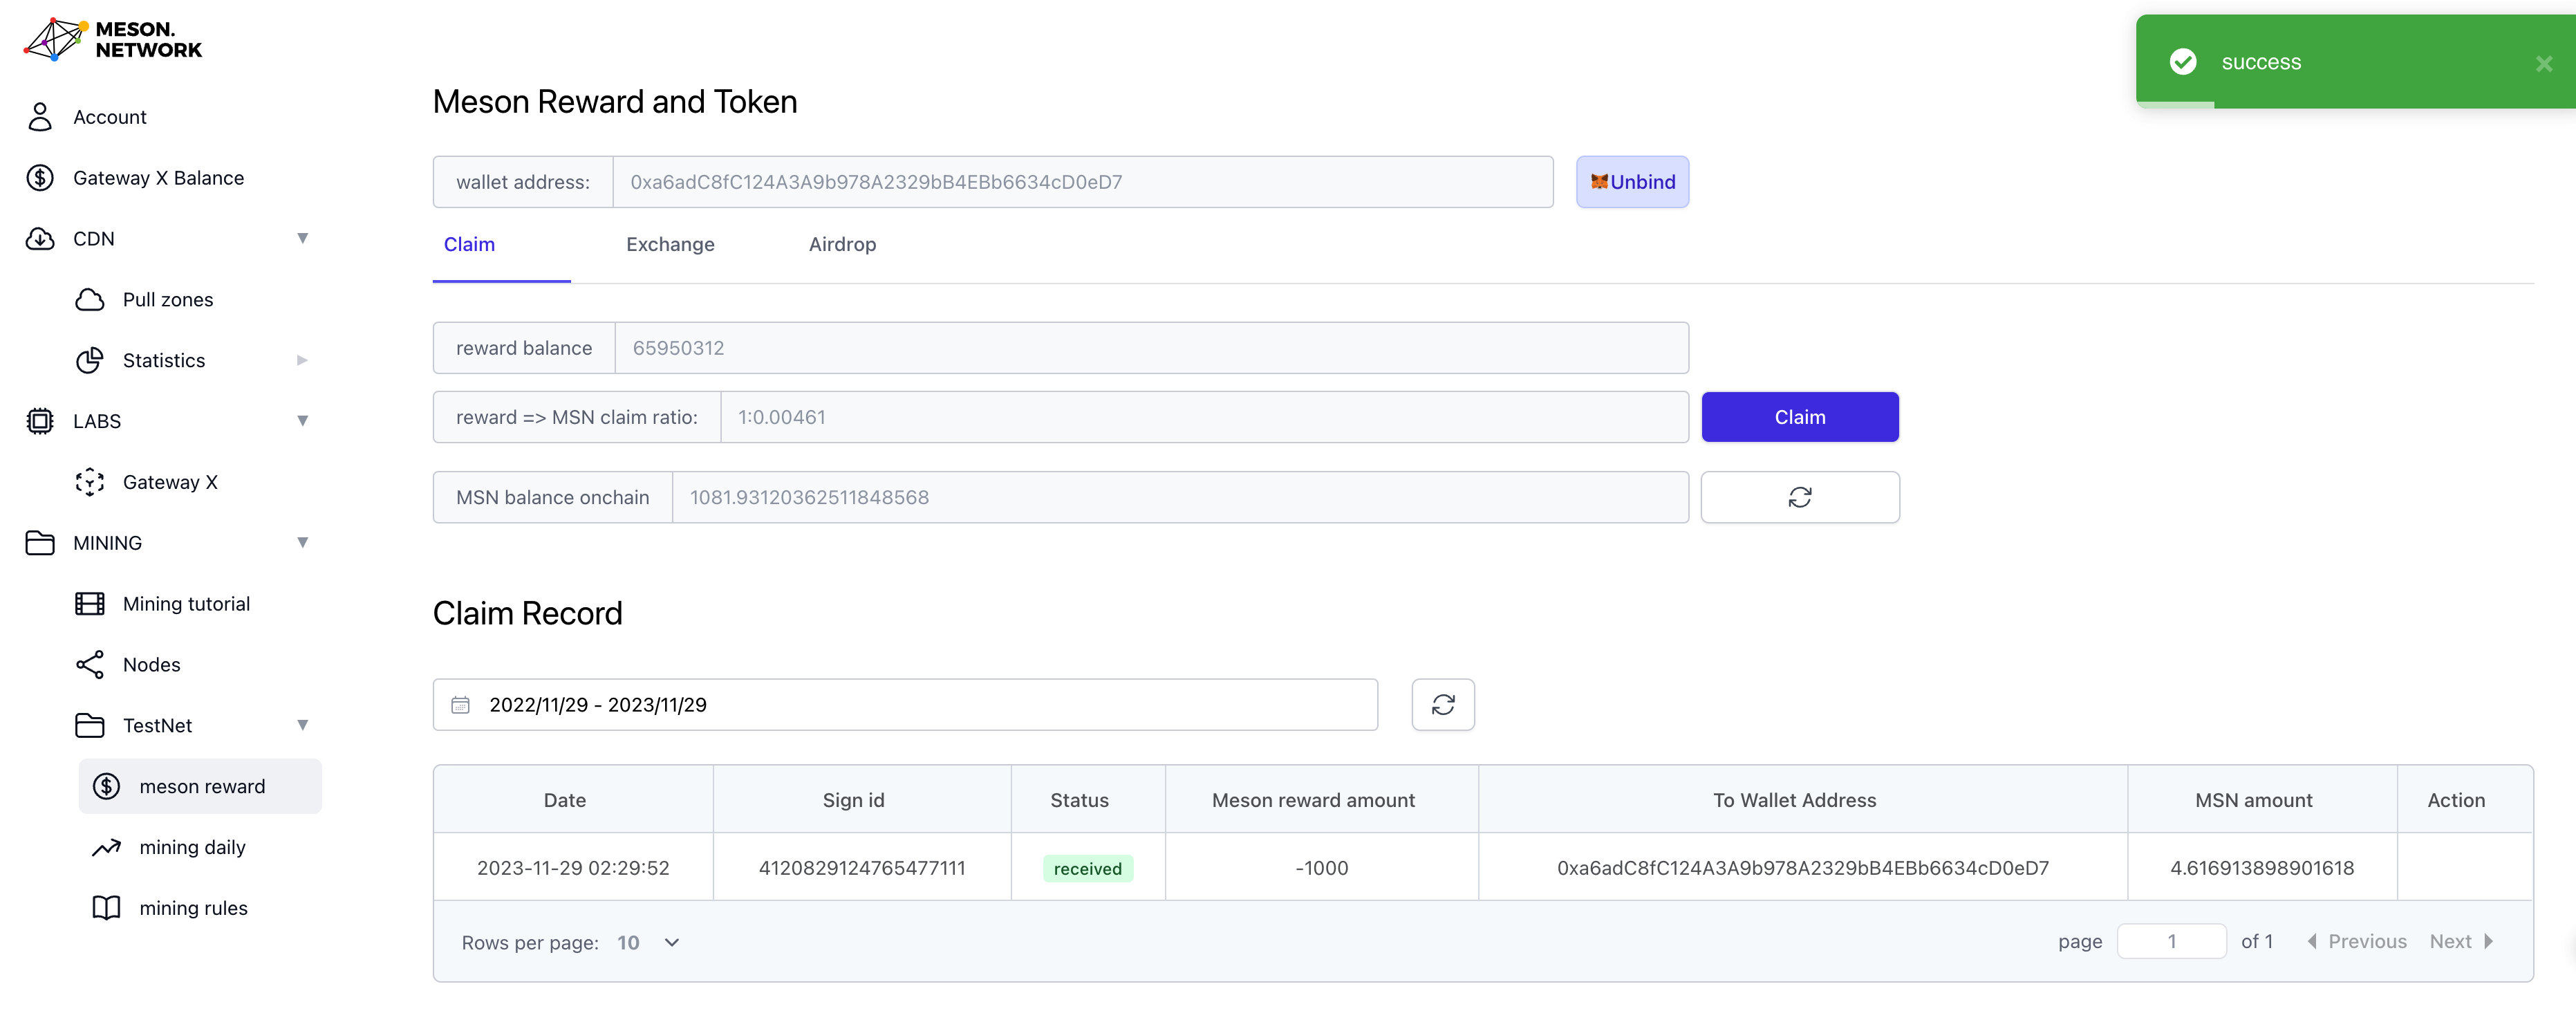 MESON.
NETWORK
Account
Gateway X Balance
CDN
Pull zones
Statistics
LABS
Gateway X
MINING
Mining tutorial
Nodes
TestNet
meson reward
mining daily
mining rules
success
Meson Reward and Token
wallet address: 0xa6adC8fC124A3A9b978A2329bB4EBb6634cD0eD7 Unbind
Claim Exchange Airdrop
reward balance 65950312
reward => MSN claim ratio: 1:0.00461 Claim
MSN balance onchain 1081.93120362511848568
Claim Record
2022/11/29 - 2023/11/29
Date Sign id Status Meson reward amount To Wallet Address MSN amount Action
2023-11-29 02:29:52 4120829124765477111 received -1000 0xa6adC8fC124A3A9b978A2329bB4EBb6634cD0eD7 4.616913898901618
Rows per page: 10 page 1 of 1 Previous Next